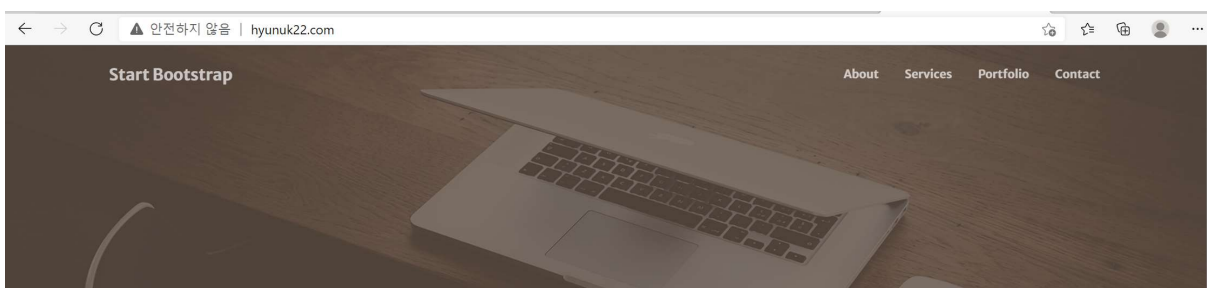 안전하지 않음 | hyunuk22.com
Start Bootstrap About Services Portfolio Contact